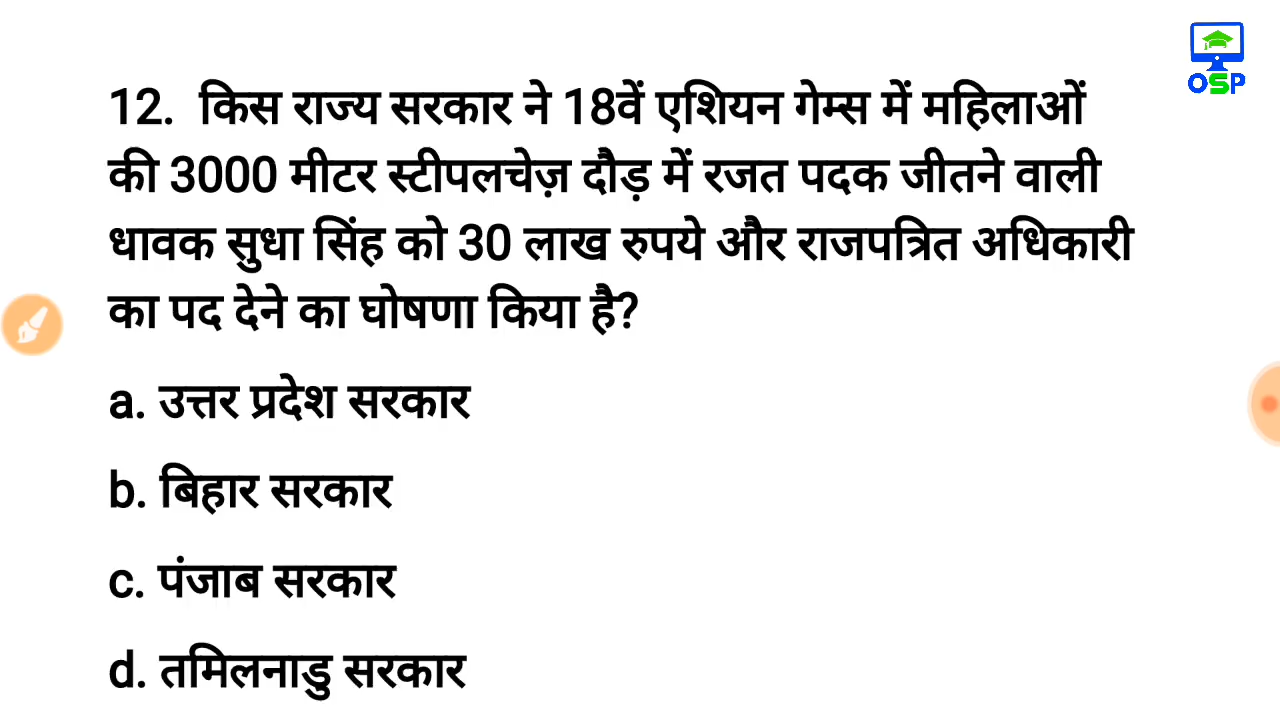 OSP
12. किस राज्य सरकार ने 18वें एशियन गेम्स में महिलाओं
की 3000 मीटर स्टीपलचेज़ दौड़ में रजत पदक जीतने वाली
धावक सुधा सिंह को 30 लाख रुपये और राजपत्रित अधिकारी
का पद देने का घोषणा किया है?
a. उत्तर प्रदेश सरकार
b. बिहार सरकार
c. पंजाब सरकार
d. तमिलनाडु सरकार